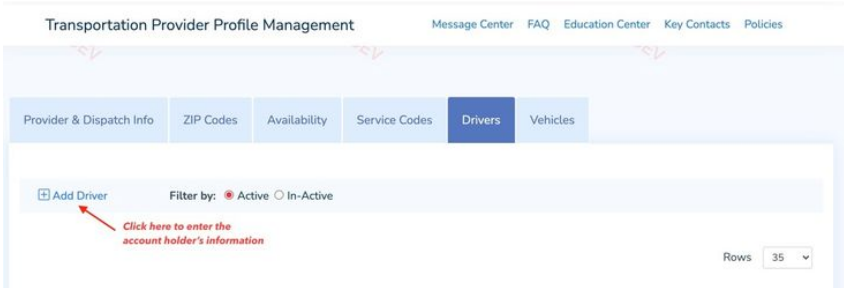 Transportation Provider Profile Management Message Center FAQ Education Center Key Contacts Policies
Provider & Dispatch Info ZIP Codes Availability Service Codes Drivers Vehicles
Add Driver Filter by: Active In-Active
Click here to enter the
account holder's information
Rows 35